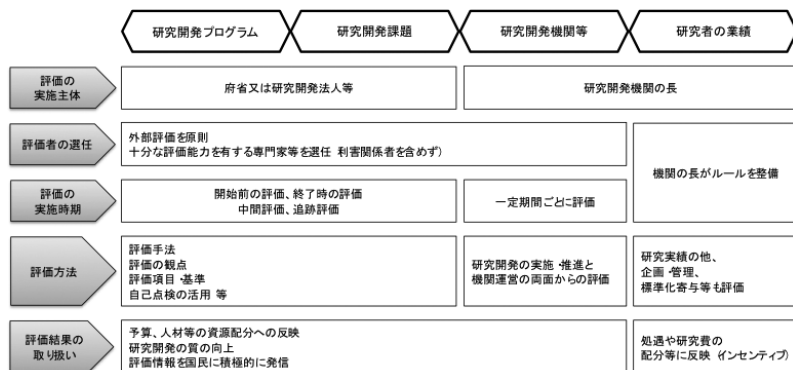 研究開発プログラム
研究開発課題
研究開発機関等
研究者の業績
評価の
実施主体
府省又は研究開発法人等
研究開発機関の長
評価者の選任
外部評価を原則
十分な評価能力を有する専門家等を選任 利害関係者を含めず)
機関の長がルールを整備
評価の
実施時期
開始前の評価、終了時の評価
中間評価、追跡評価
一定期間ごとに評価
評価方法
評価手法
評価の観点
評価項目・基準
自己点検の活用 等
研究開発の実施・推進と
機関運営の両面からの評価
研究実績の他、
企画・管理、
標準化寄与等も評価
評価結果の
取り扱い
予算、人材等の資源配分への反映
研究開発の質の向上
評価情報を国民に積極的に発信
処遇や研究費の
配分等に反映 (インセンティブ)